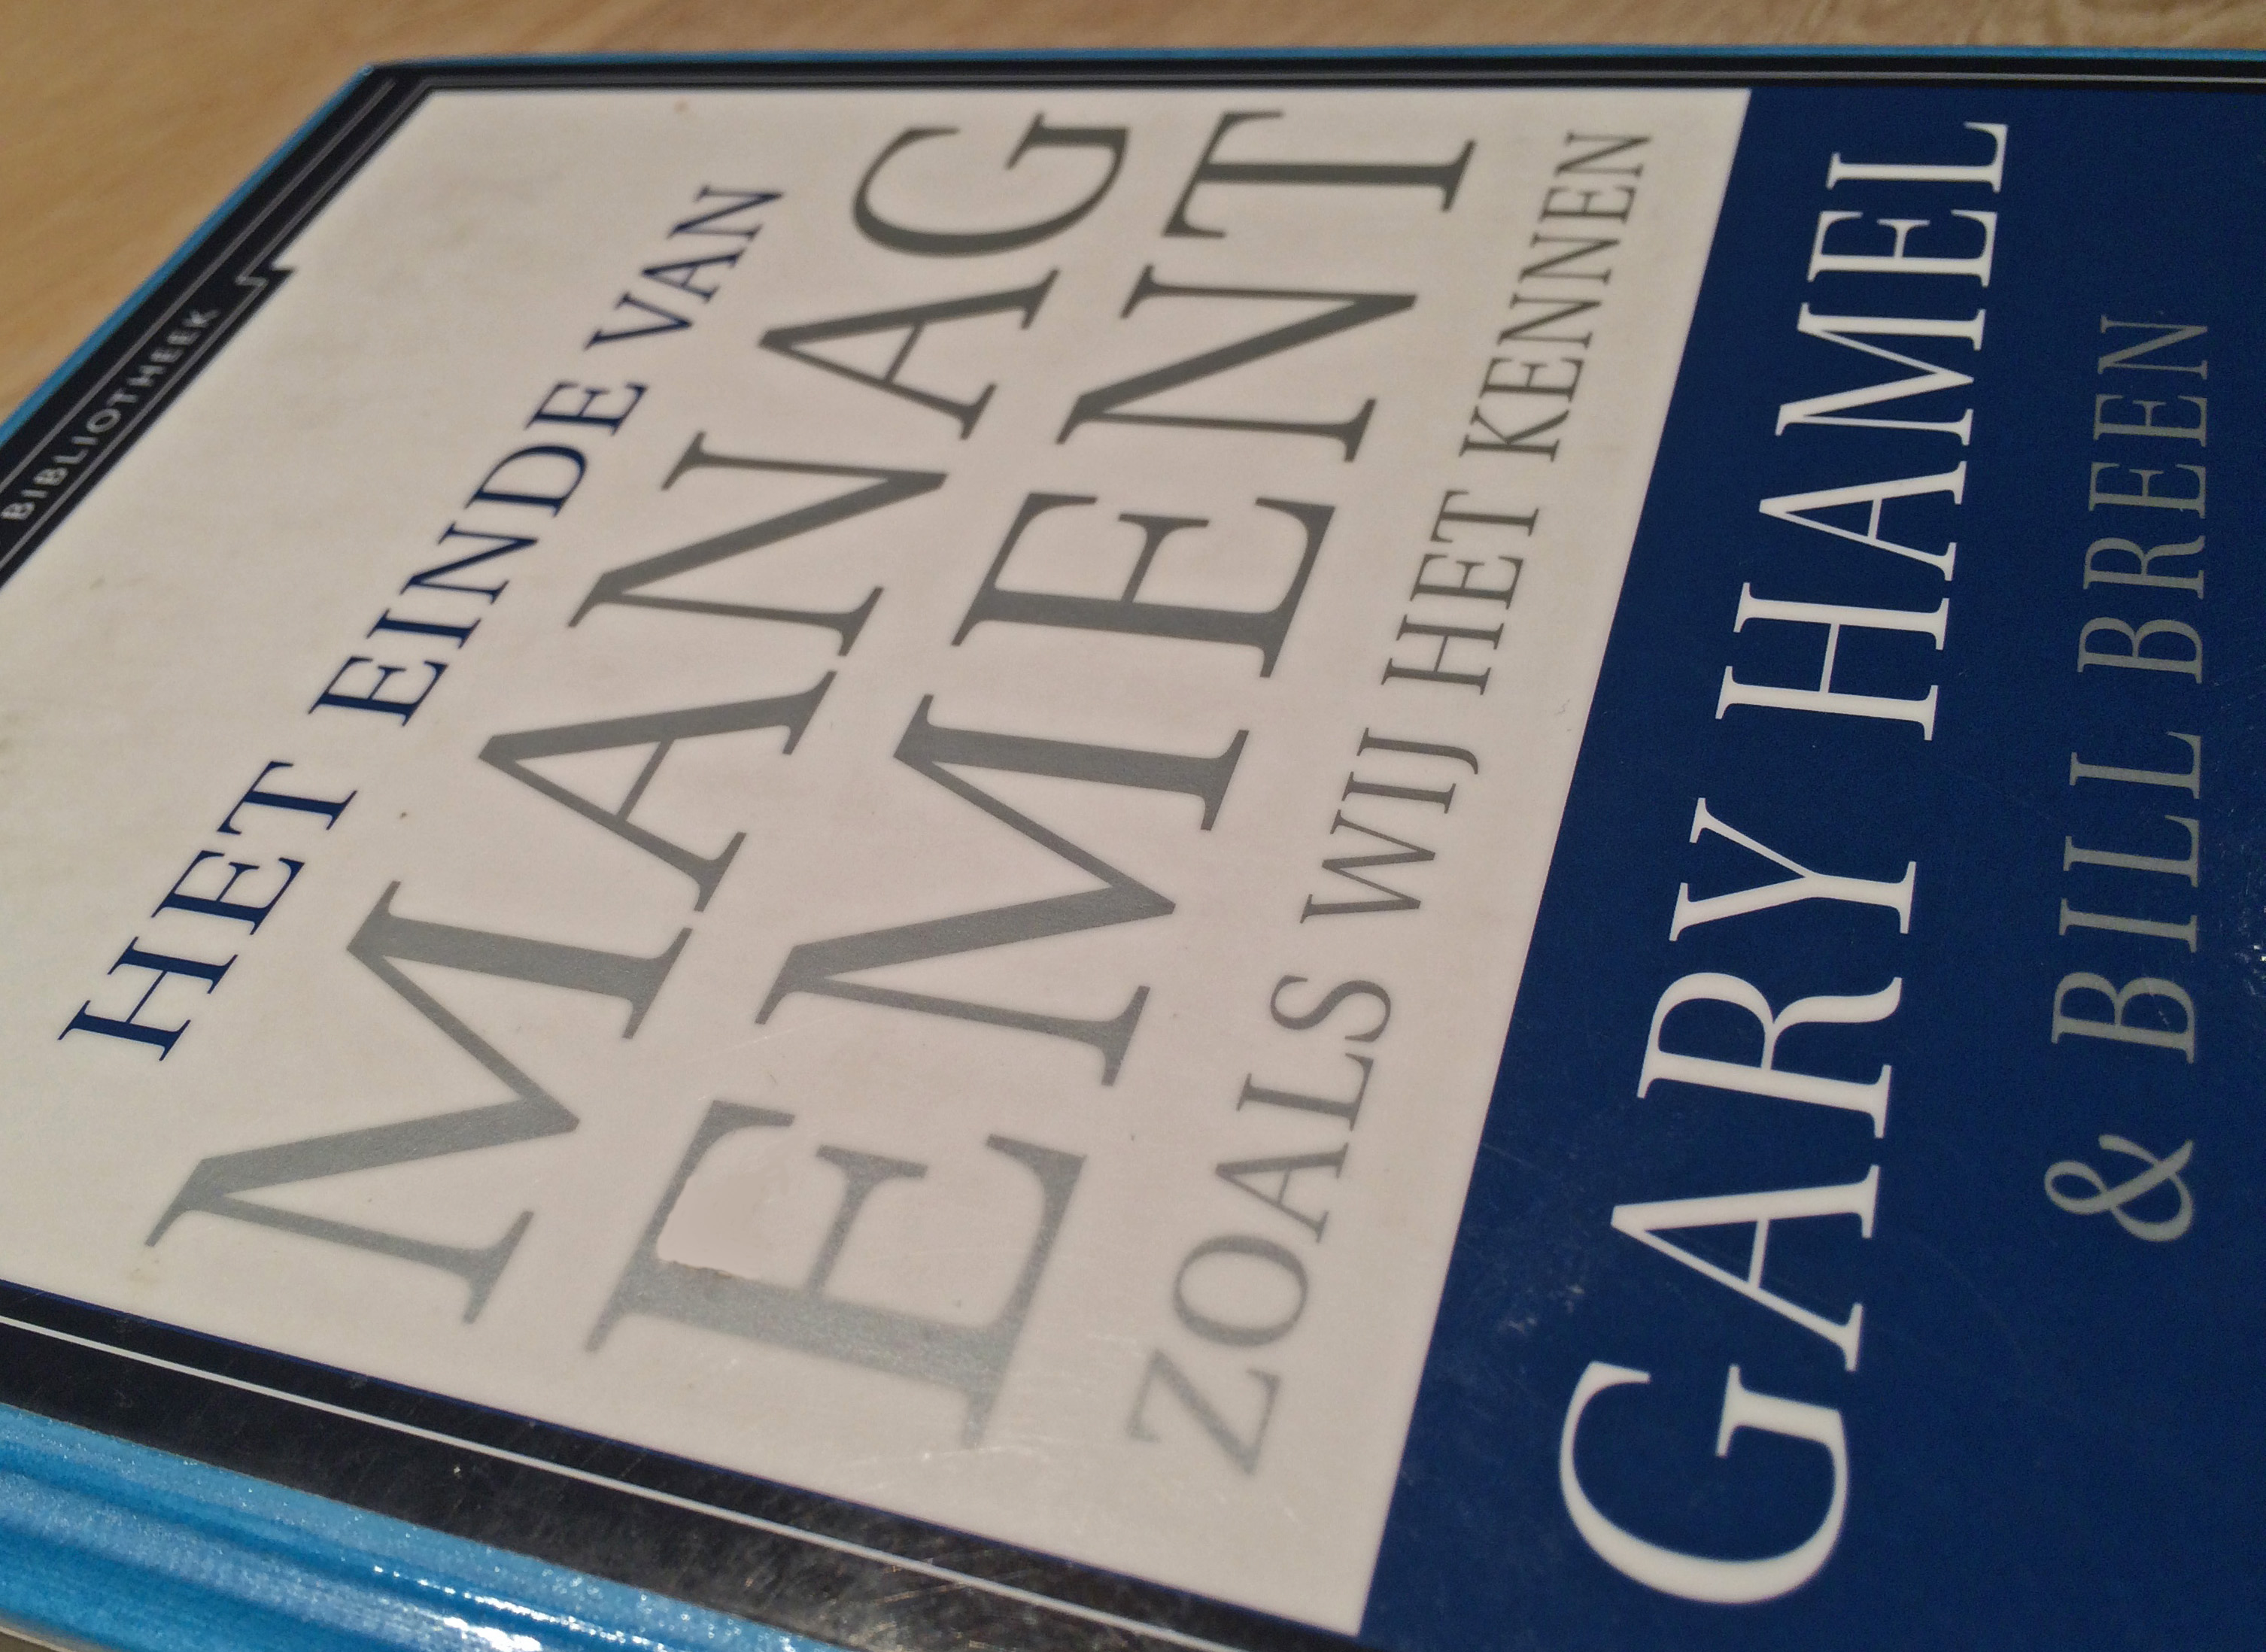 BIBLIOTHEEK
HET EINDE VAN
MANAG
EMENT
ZOALS WIJ HET KENNEN
GARY HAMEL
& BILL BREEN